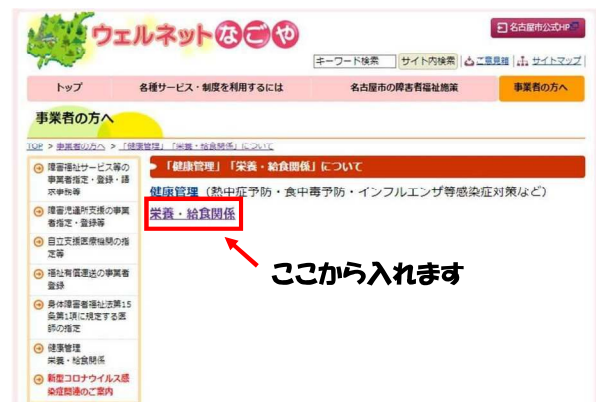 ウェルネットなごや
名古屋市公式HP
キーワード検索 サイト内検索 ご意見箱 サイトマップ
トップ 各種サービス・制度を利用するには 名古屋市の障害者福祉施策 事業者の方へ
事業者の方へ
TOP > 事業者の方へ > 「健康管理」「栄養・給食関係」について
障害福祉サービス等の
事業者指定・登録・請
求事務等
障害児通所支援の事業
者指定・登録等
自立支援医療機関の指
定等
福祉有償運送の事業者
登録
身体障害者福祉法第15
条第1項に規定する医
師の指定
健康管理
栄養・給食関係
新型コロナウイルス感
染症関連のご案内
「健康管理」「栄養・給食関係」について
健康管理(熱中症予防・食中毒予防・インフルエンザ等感染症対策など)
栄養・給食関係
ここから入れます